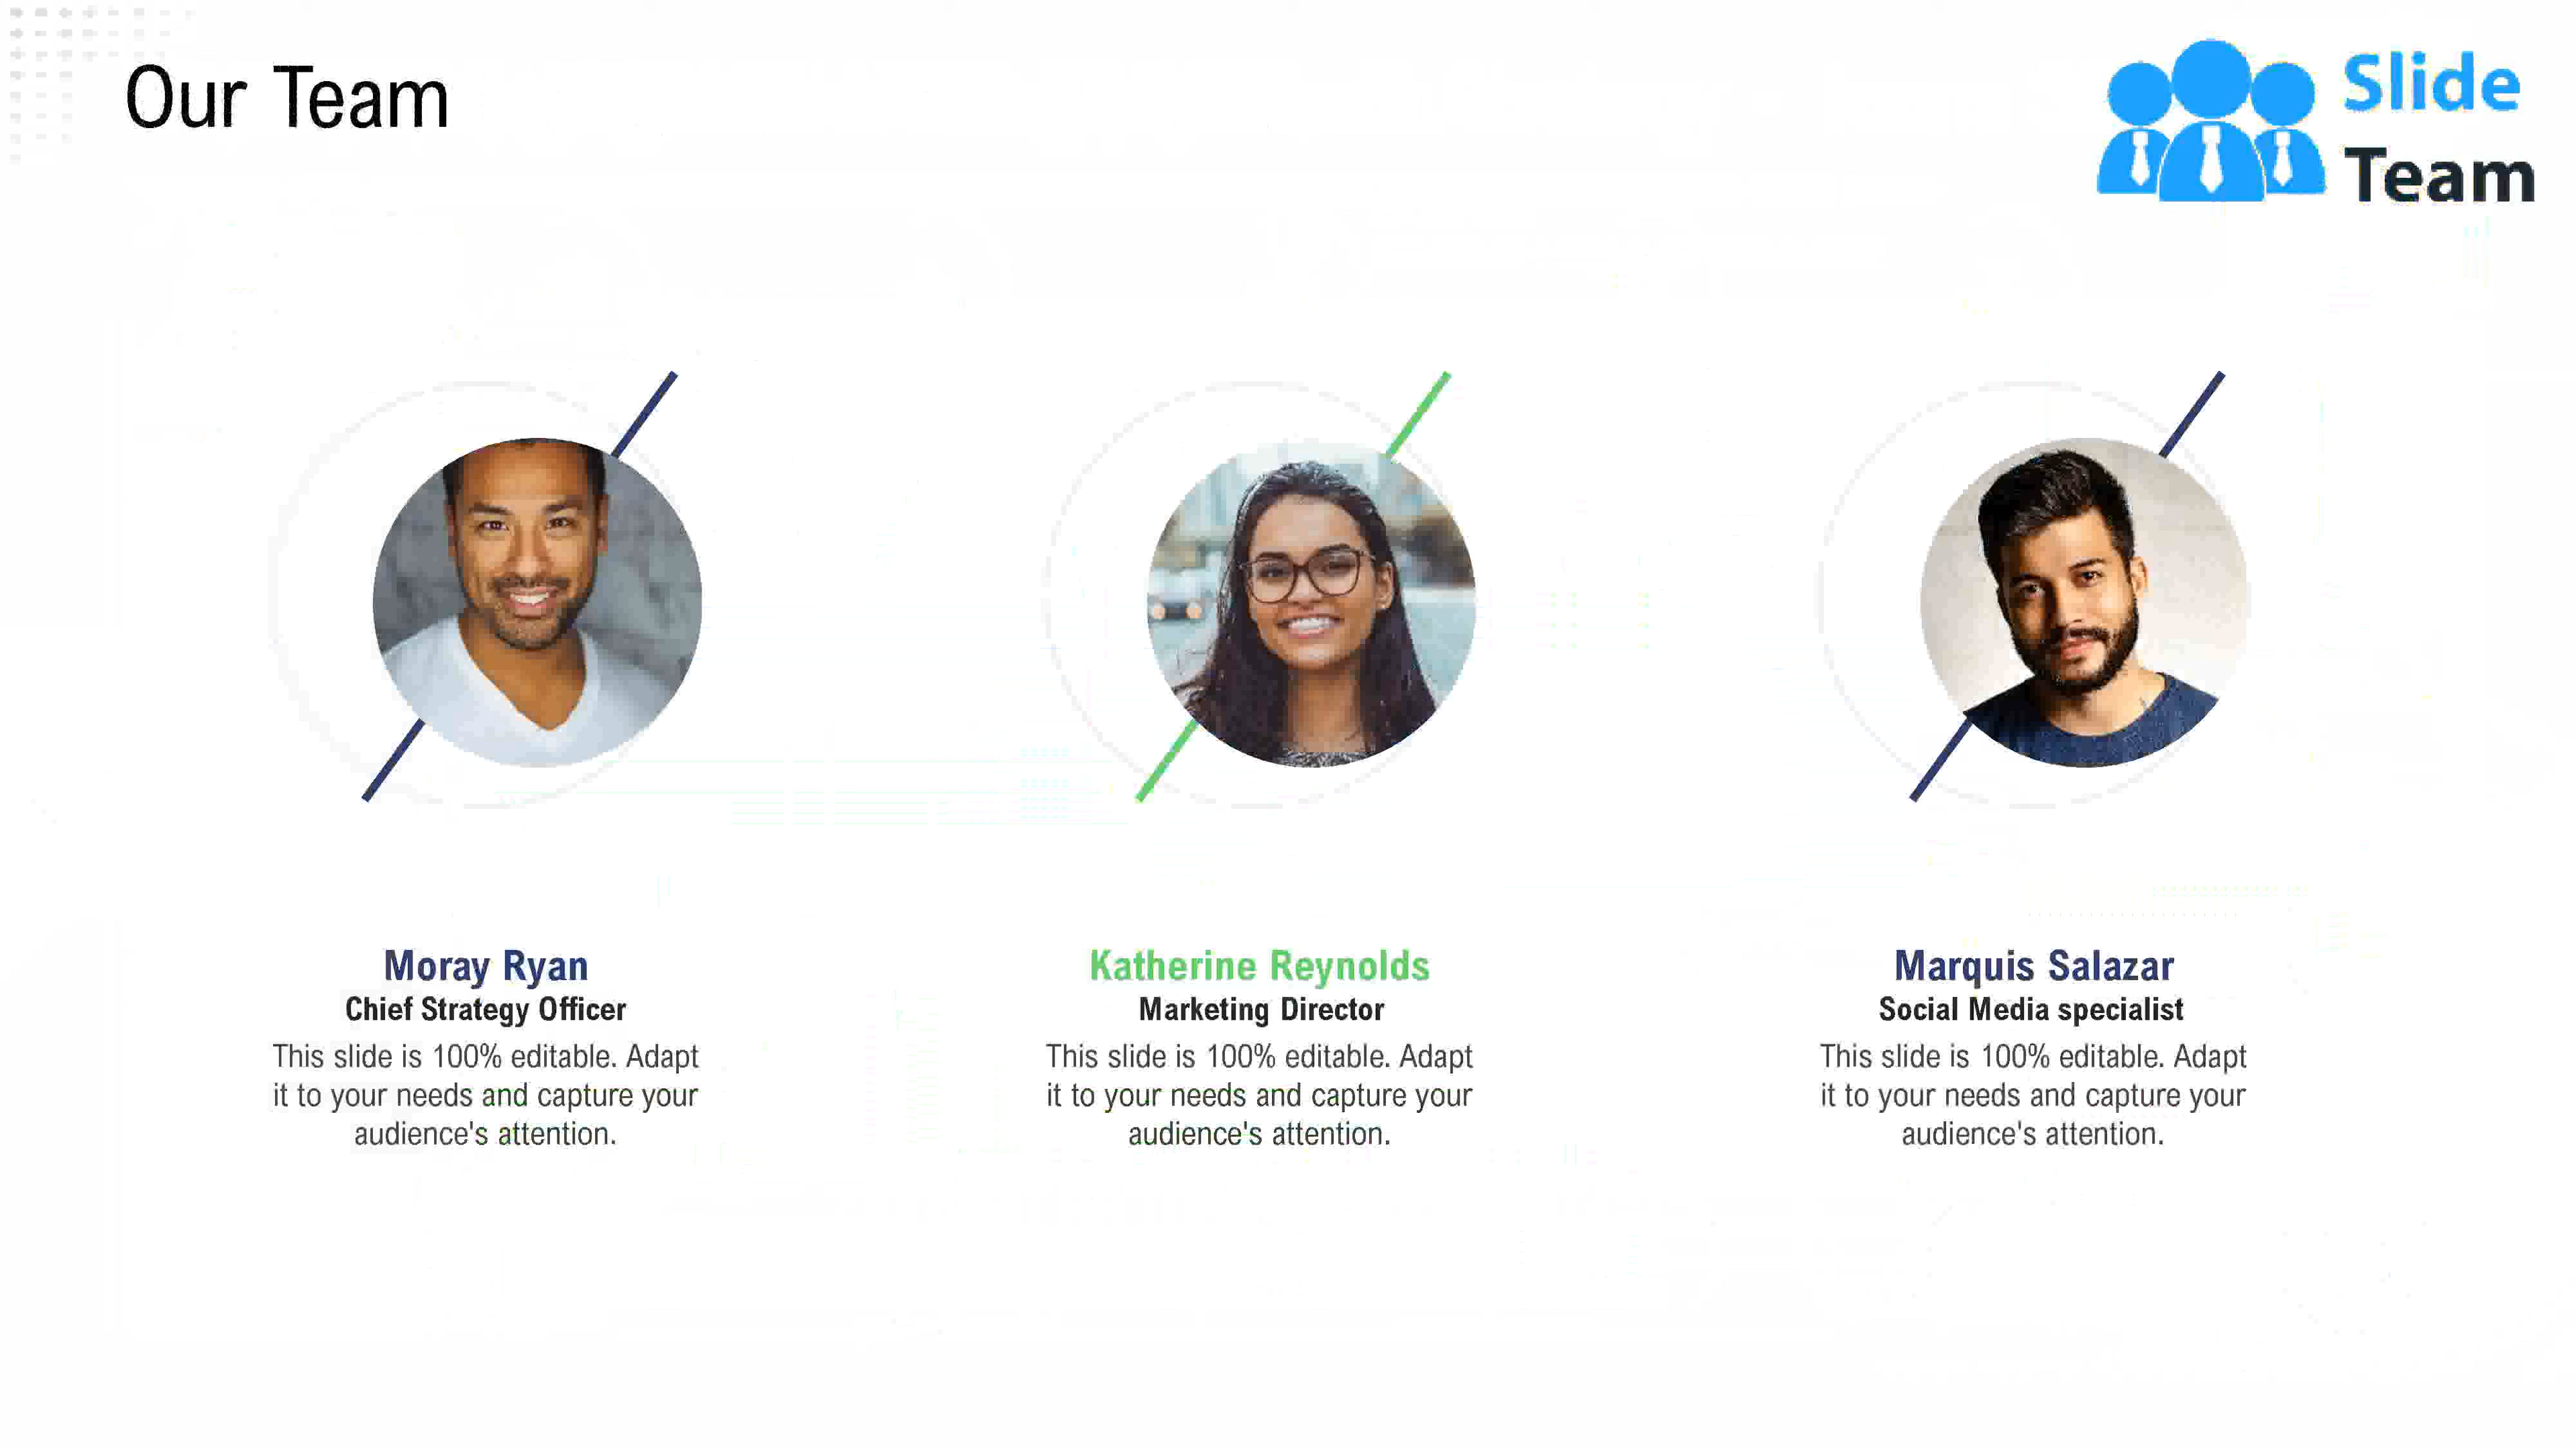 Our Team
Slide
Team
Moray Ryan
Chief Strategy Officer
This slide is 100% editable. Adapt
it to your needs and capture your
audience's attention.
Katherine Reynolds
Marketing Director
This slide is 100% editable. Adapt
it to your needs and capture your
audience's attention.
Marquis Salazar
Social Media specialist
This slide is 100% editable. Adapt
it to your needs and capture your
audience's attention.